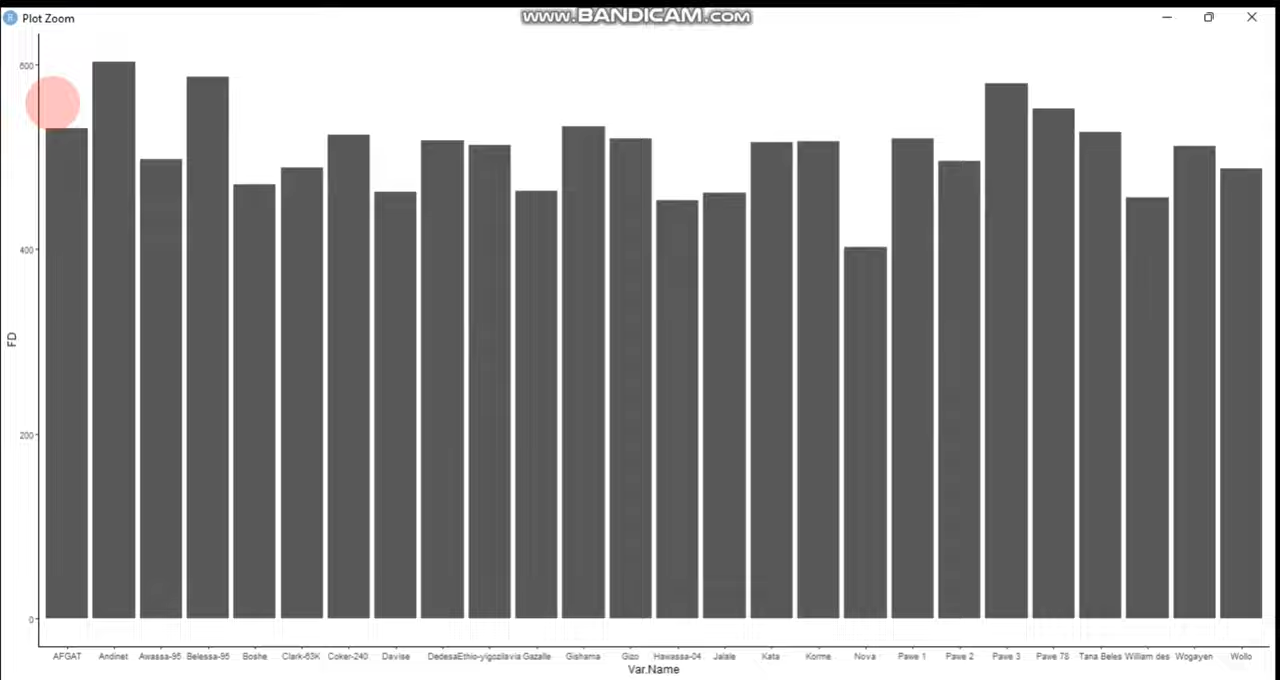 Plot Zoom
www.BANDICAM.com
600
400
200
0
FD
AFGAT Andinet Awassa-95 Belessa-95 Boshe Clark-63K Coker-240 Davise Dedesa Gazalle Gishama Gizo Hawassa-04 Jalale Kata Korme Nova Pawe 1 Pawe 2 Pawe 3 Pawe 78 Tana Beles William des Wogayen Wollo
Var.Name